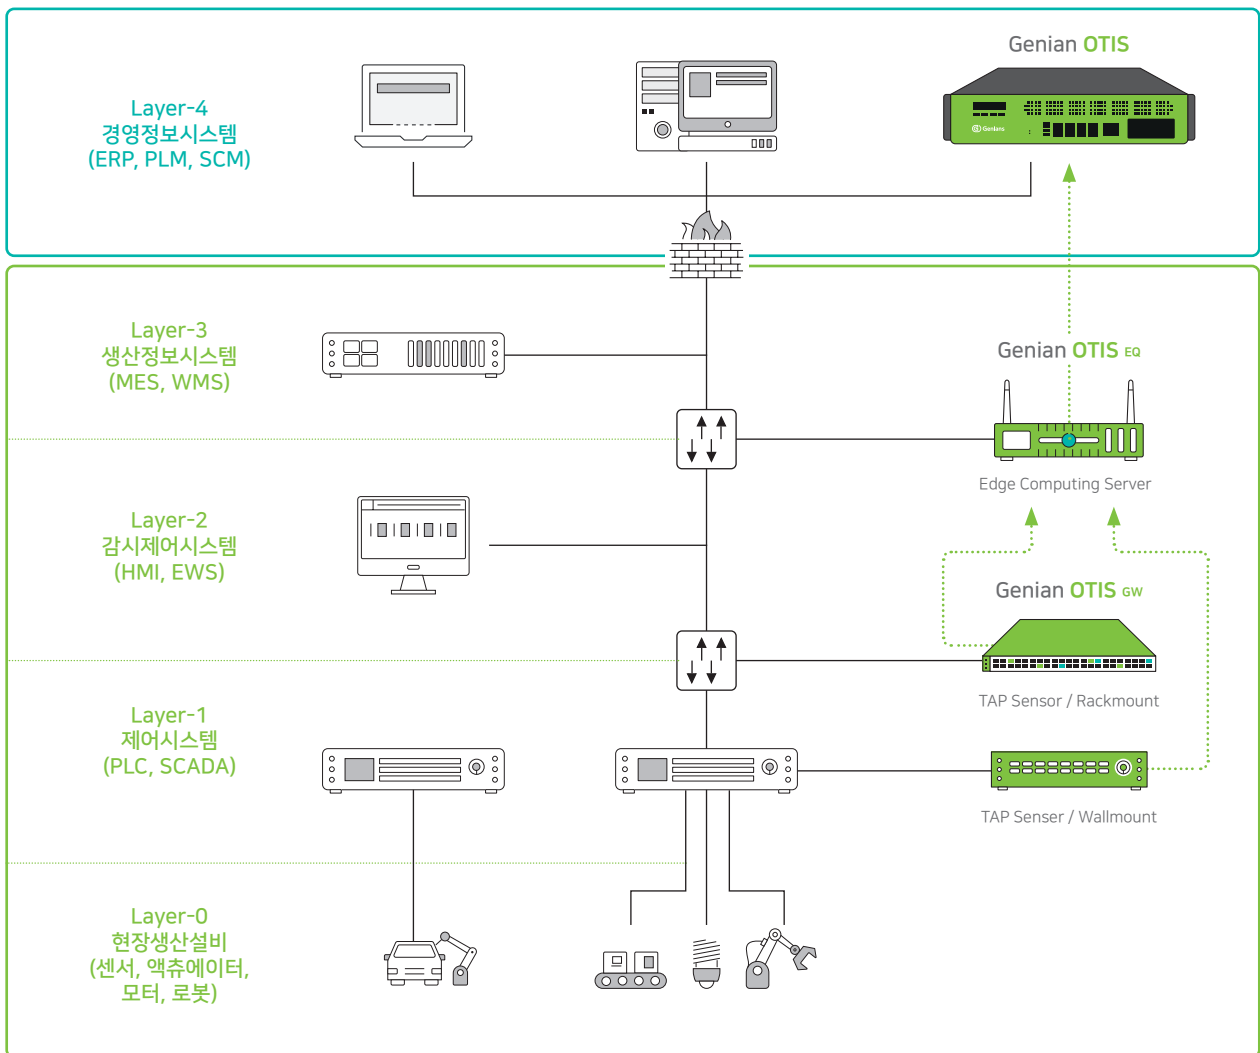 Genian OTIS
Layer-4
경영정보시스템
(ERP, PLM, SCM)
Genians
Layer-3
생산정보시스템
(MES, WMS)
Genian OTIS EQ
Edge Computing Server
Layer-2
감시제어시스템
(HMI, EWS)
Genian OTIS GW
TAP Sensor / Rackmount
Layer-1
제어시스템
(PLC, SCADA)
TAP Senser / Wallmount
Layer-0
현장생산설비
(센서, 액츄에이터,
모터, 로봇)